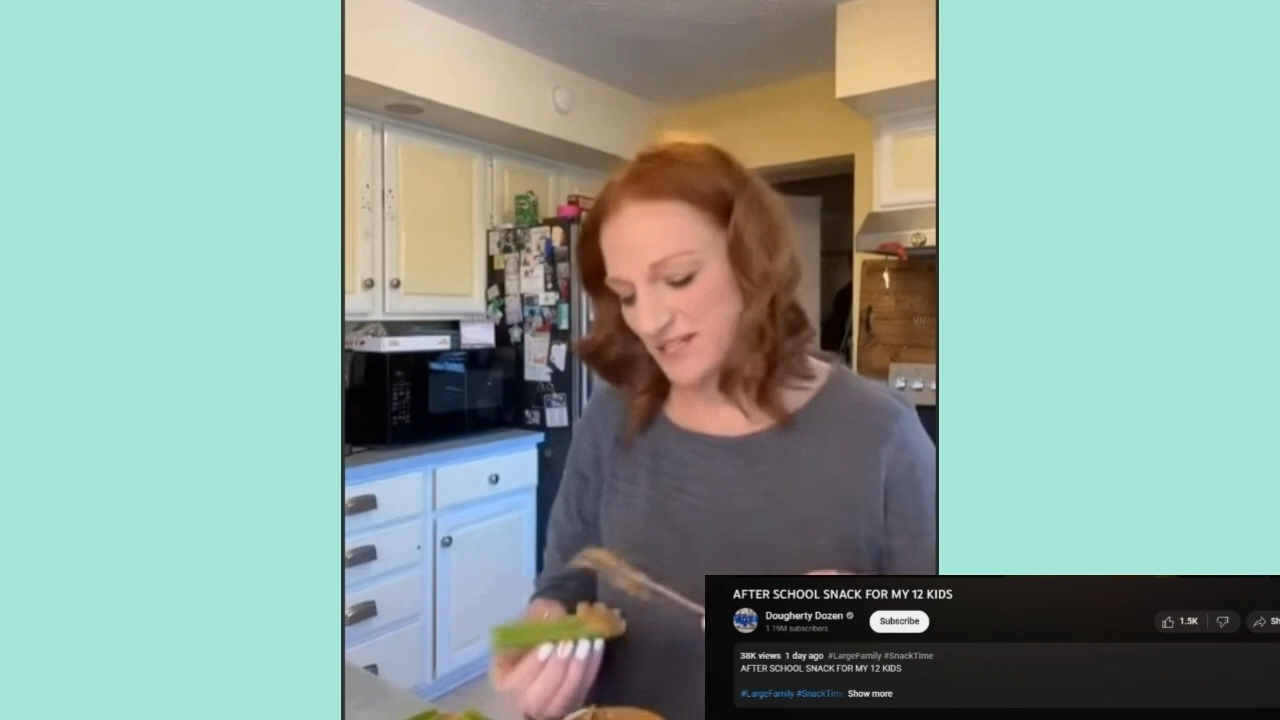 AFTER SCHOOL SNACK FOR MY 12 KIDS
Dougherty Dozen
1.19M subscribers
Subscribe
1.5K
Sh
38K views 1 day ago #LargeFamily #SnackTime
AFTER SCHOOL SNACK FOR MY 12 KIDS
#LargeFamily #SnackTime Show more